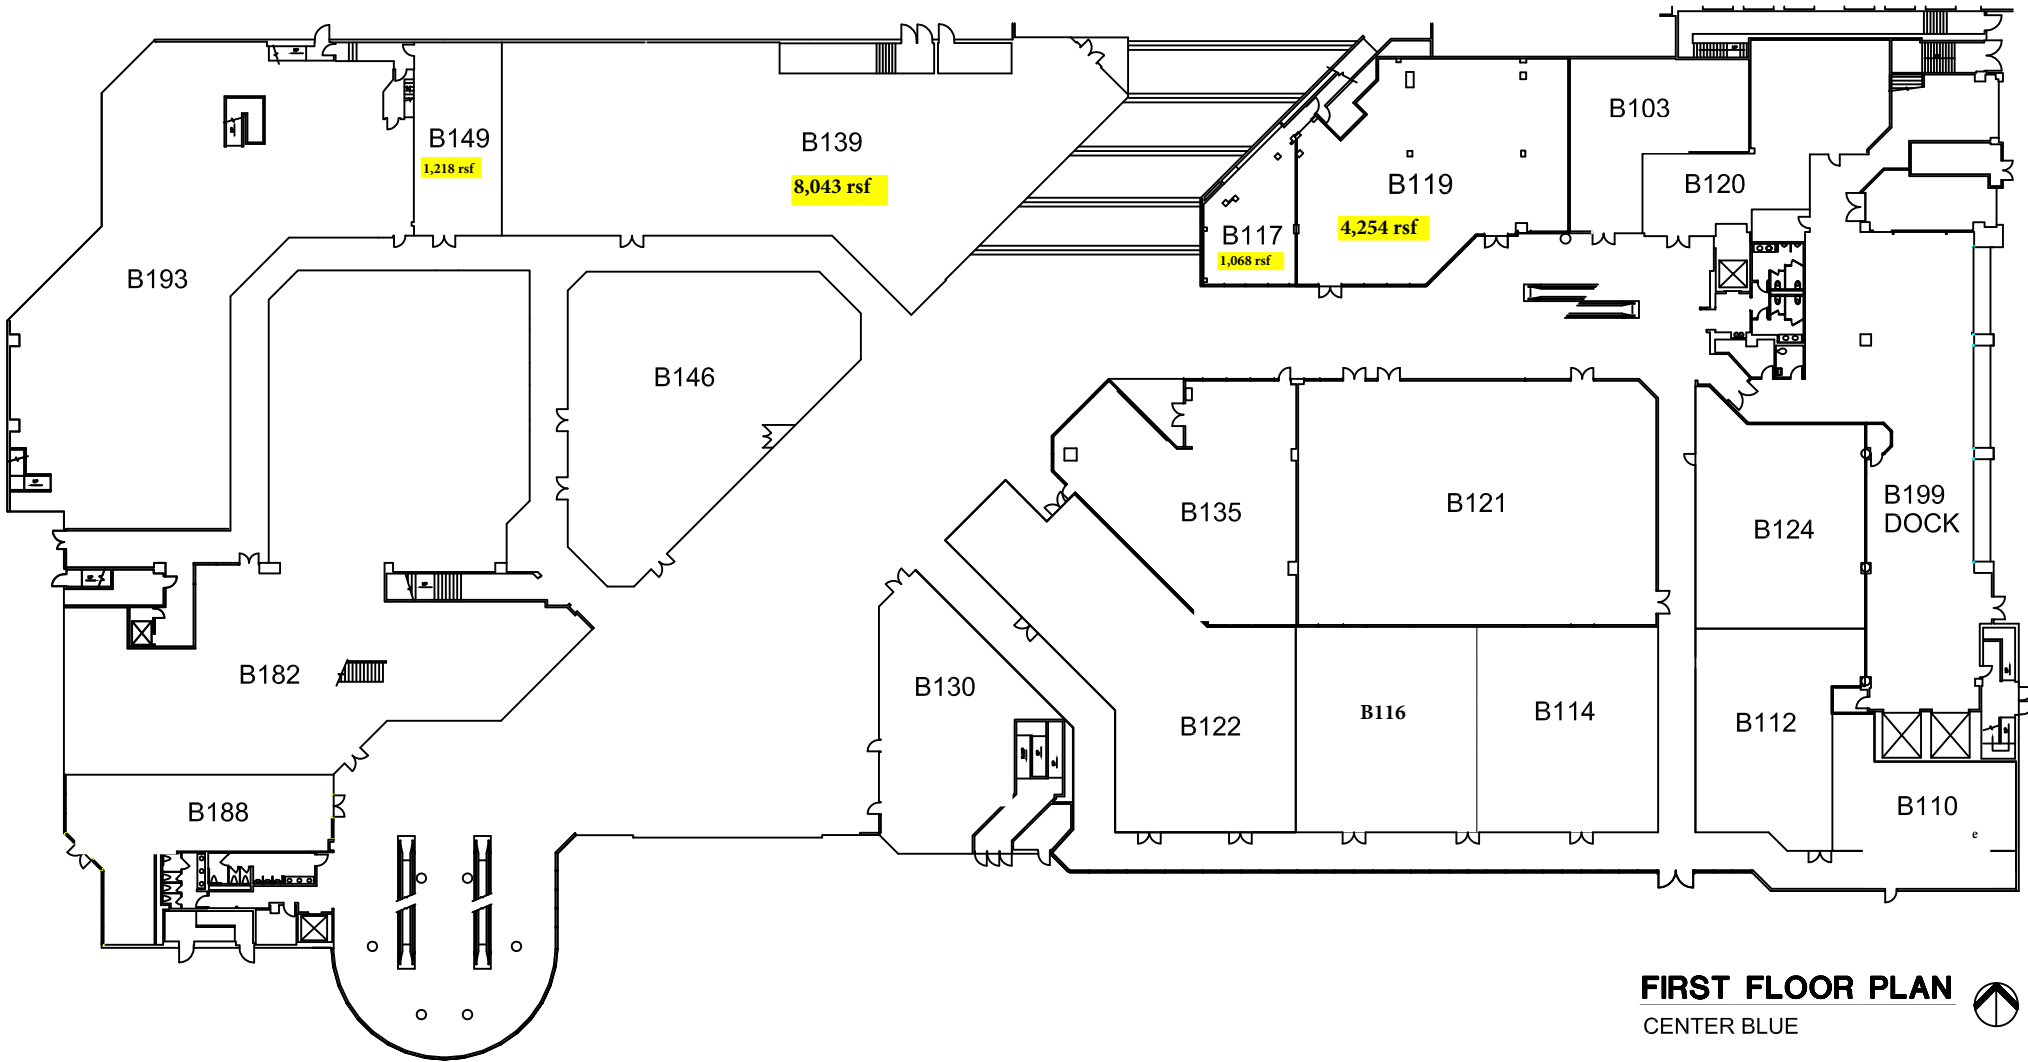 B103
B149
1,218 rsf
B139
8,043 rsf
B119
4,254 rsf
B120
B117
1,068 rsf
B193
B146
B121
B135
B199
DOCK
B124
B182
B130
B122
B116
B114
B112
B188
B110
e
FIRST FLOOR PLAN
CENTER BLUE